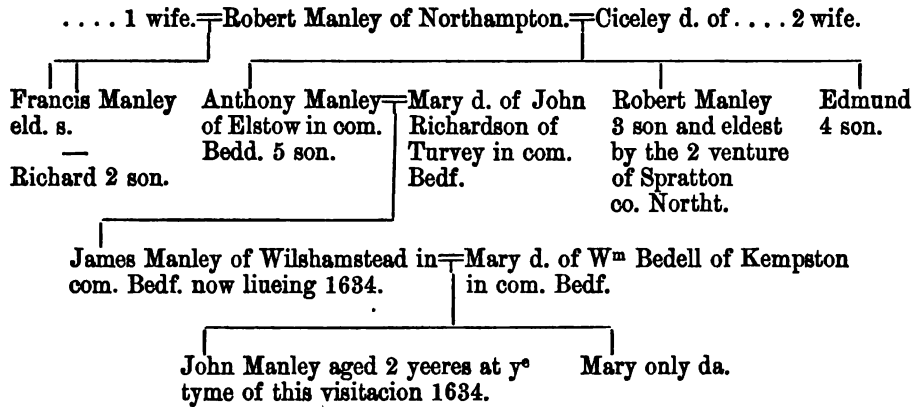 . . . . 1 wife.=Robert Manley of Northampton.=Ciceley d. of . . . . 2 wife.
Francis Manley
eld. s.
—
Richard 2 son.
Anthony Manley=Mary d. of John
of Elstow in com.
Bedd. 5 son.
Richardson of
Turvey in com.
Bedf.
Robert Manley
3 son and eldest
by the 2 venture
of Spratton
co. Northt.
Edmund
4 son.
James Manley of Wilshamstead in=Mary d. of Wᵐ Bedell of Kempston
com. Bedf. now liueing 1634.
in com. Bedf.
John Manley aged 2 yeeres at yᵉ
tyme of this visitacion 1634.
Mary only da.